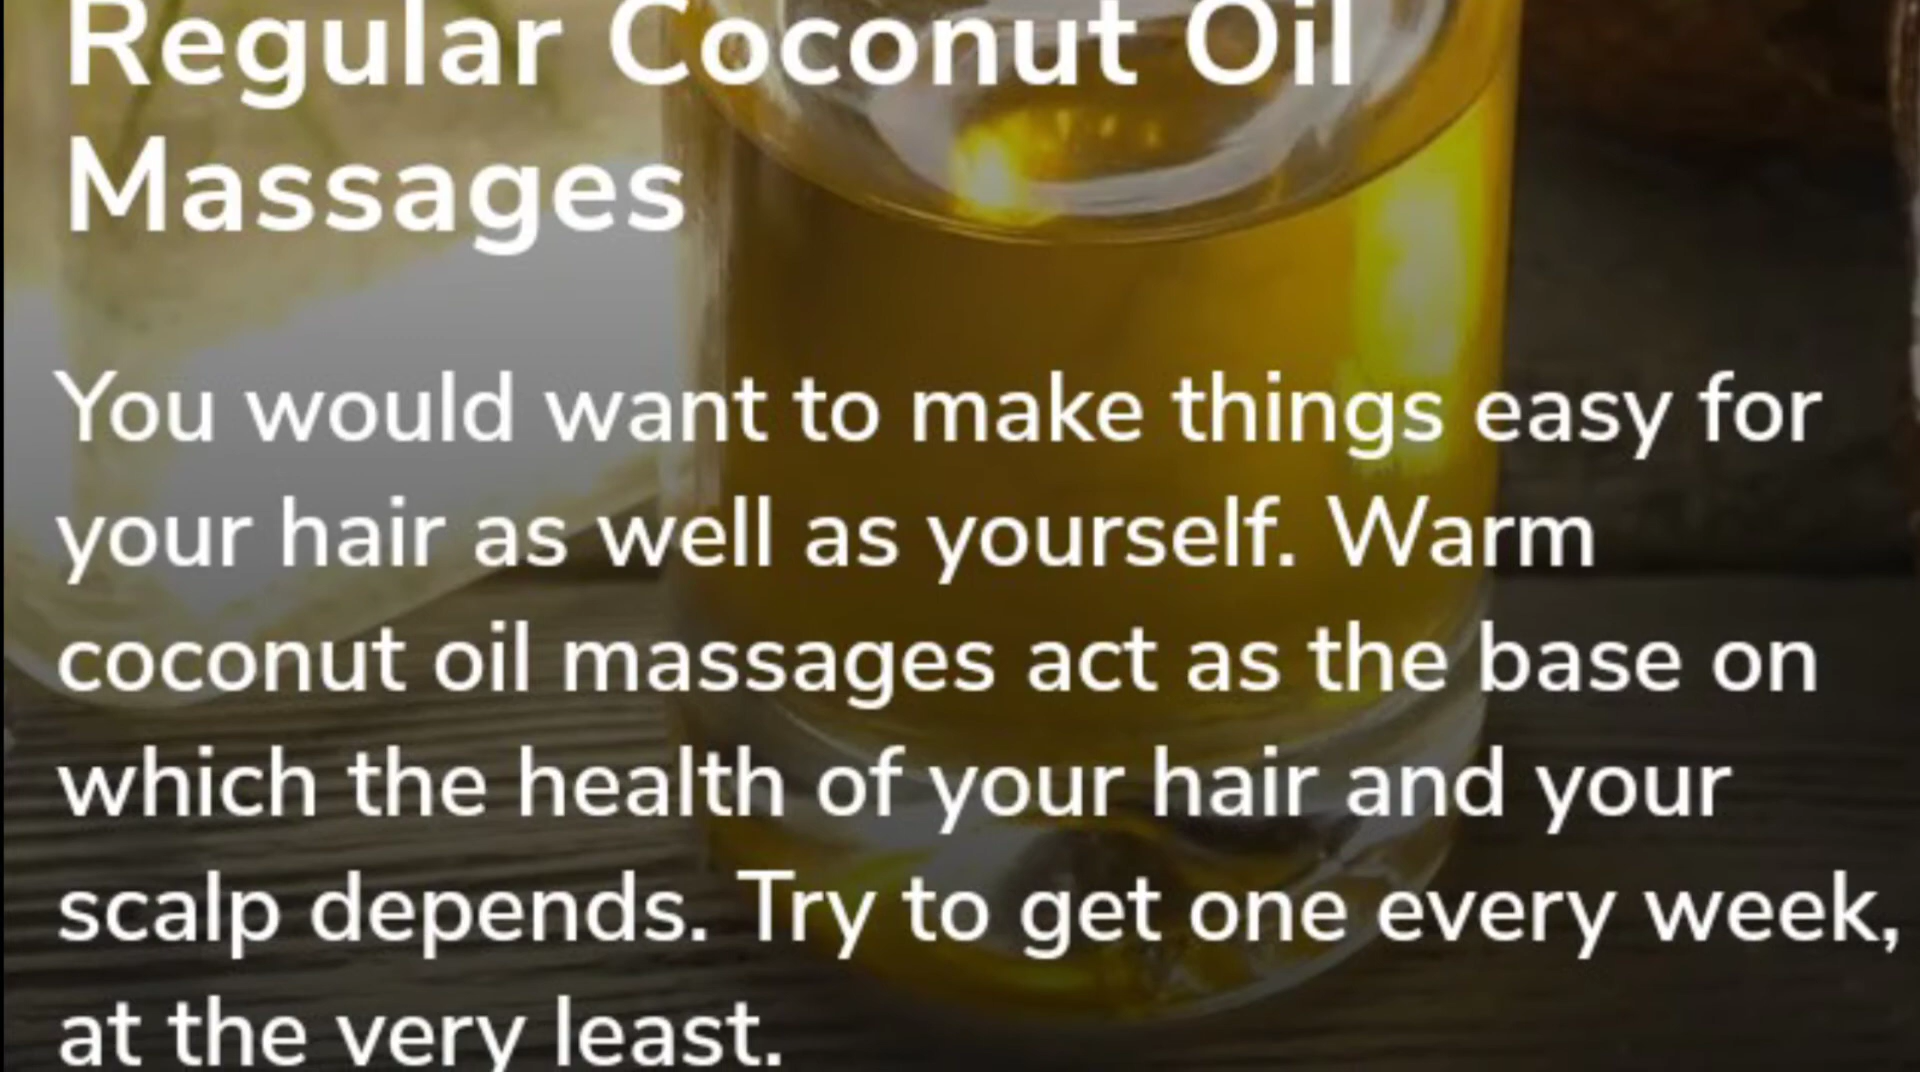 Regular Coconut Oil
Massages
You would want to make things easy for
your hair as well as yourself. Warm
coconut oil massages act as the base on
which the health of your hair and your
scalp depends. Try to get one every week,
at the very least.